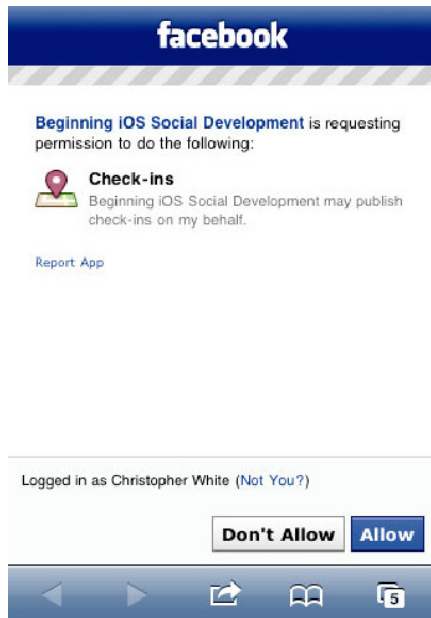 facebook
Beginning iOS Social Development is requesting
permission to do the following:
Check-ins
Beginning iOS Social Development may publish
check-ins on my behalf.
Report App
Logged in as Christopher White (Not You?)
Don't Allow Allow
5